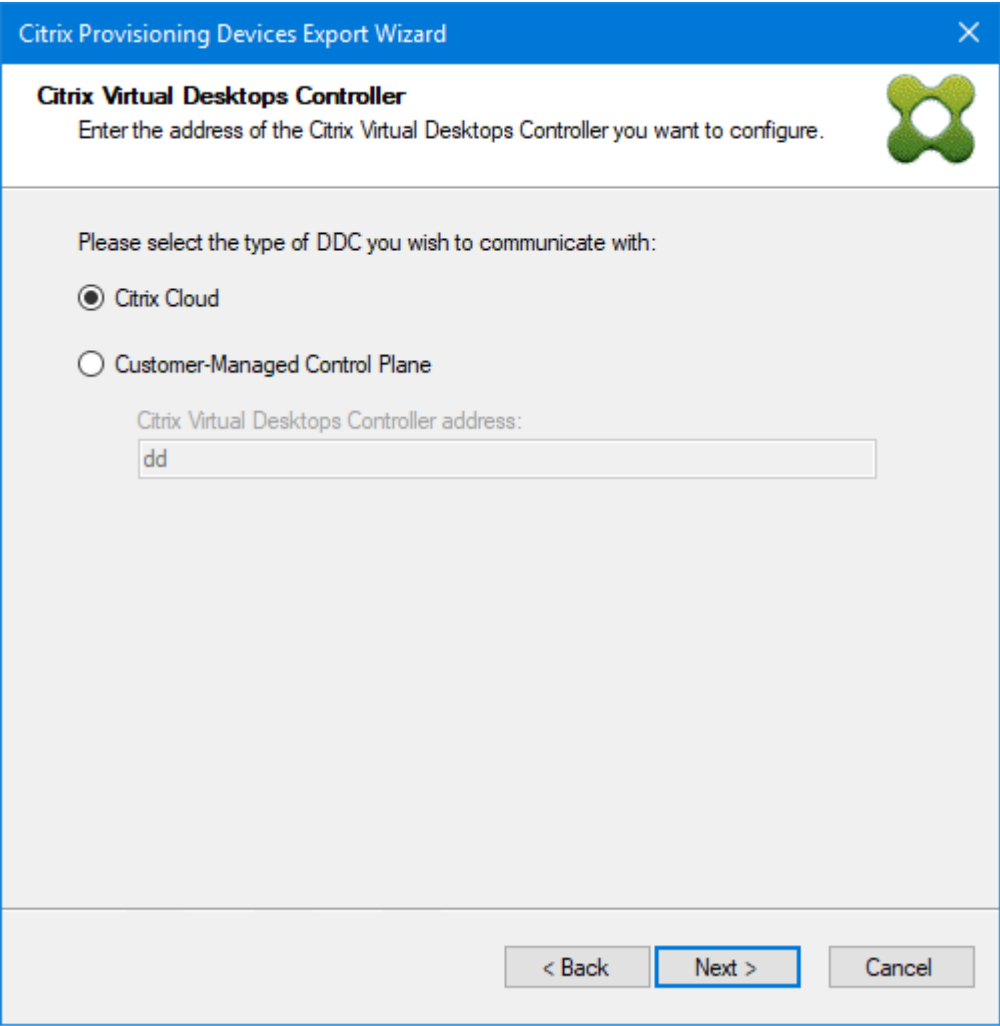 Citrix Provisioning Devices Export Wizard
Citrix Virtual Desktops Controller
Enter the address of the Citrix Virtual Desktops Controller you want to configure.
Please select the type of DDC you wish to communicate with:
Citrix Cloud
Customer-Managed Control Plane
Citrix Virtual Desktops Controller address:
dd
< Back Next > Cancel